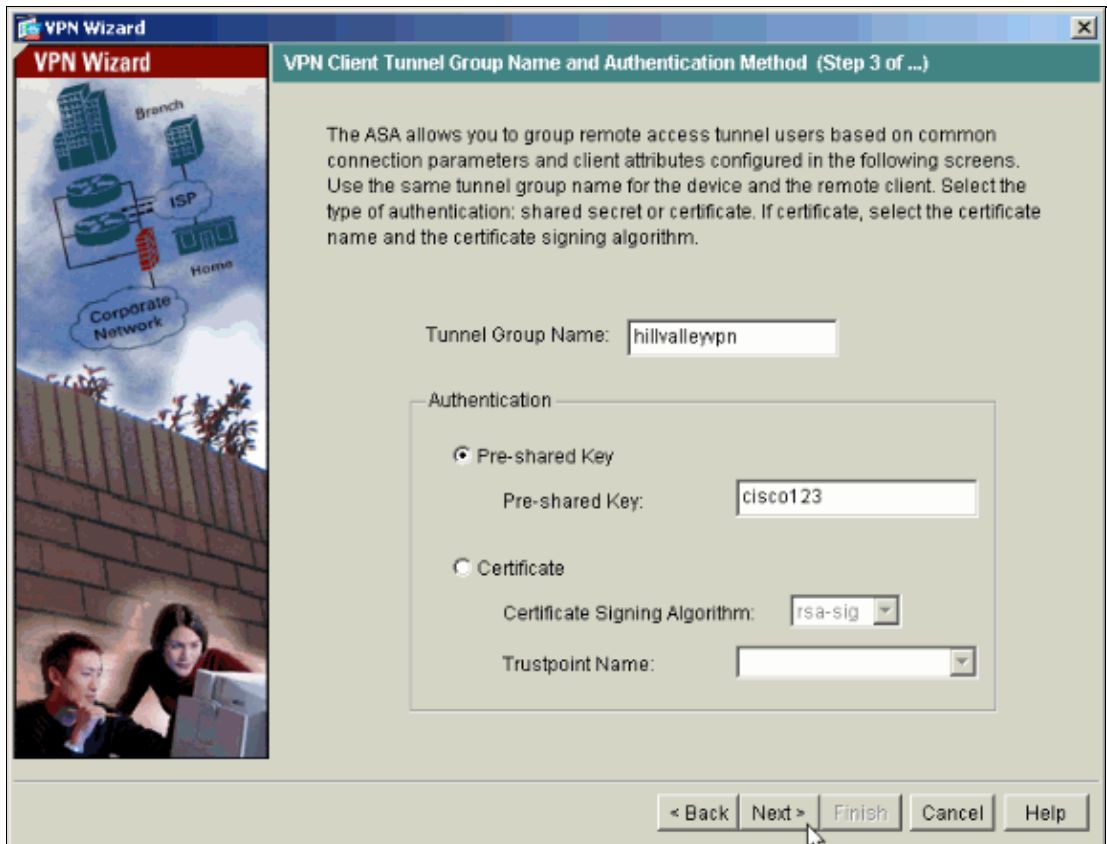 VPN Wizard
VPN Wizard
Branch
ISP
Home
Corporate
Network
VPN Client Tunnel Group Name and Authentication Method (Step 3 of ...)
The ASA allows you to group remote access tunnel users based on common
connection parameters and client attributes configured in the following screens.
Use the same tunnel group name for the device and the remote client. Select the
type of authentication: shared secret or certificate. If certificate, select the certificate
name and the certificate signing algorithm.
Tunnel Group Name: hillvalleyvpn
Authentication
Pre-shared Key
Pre-shared Key: cisco123
Certificate
Certificate Signing Algorithm: rsa-sig
Trustpoint Name:
< Back Next > Finish Cancel Help